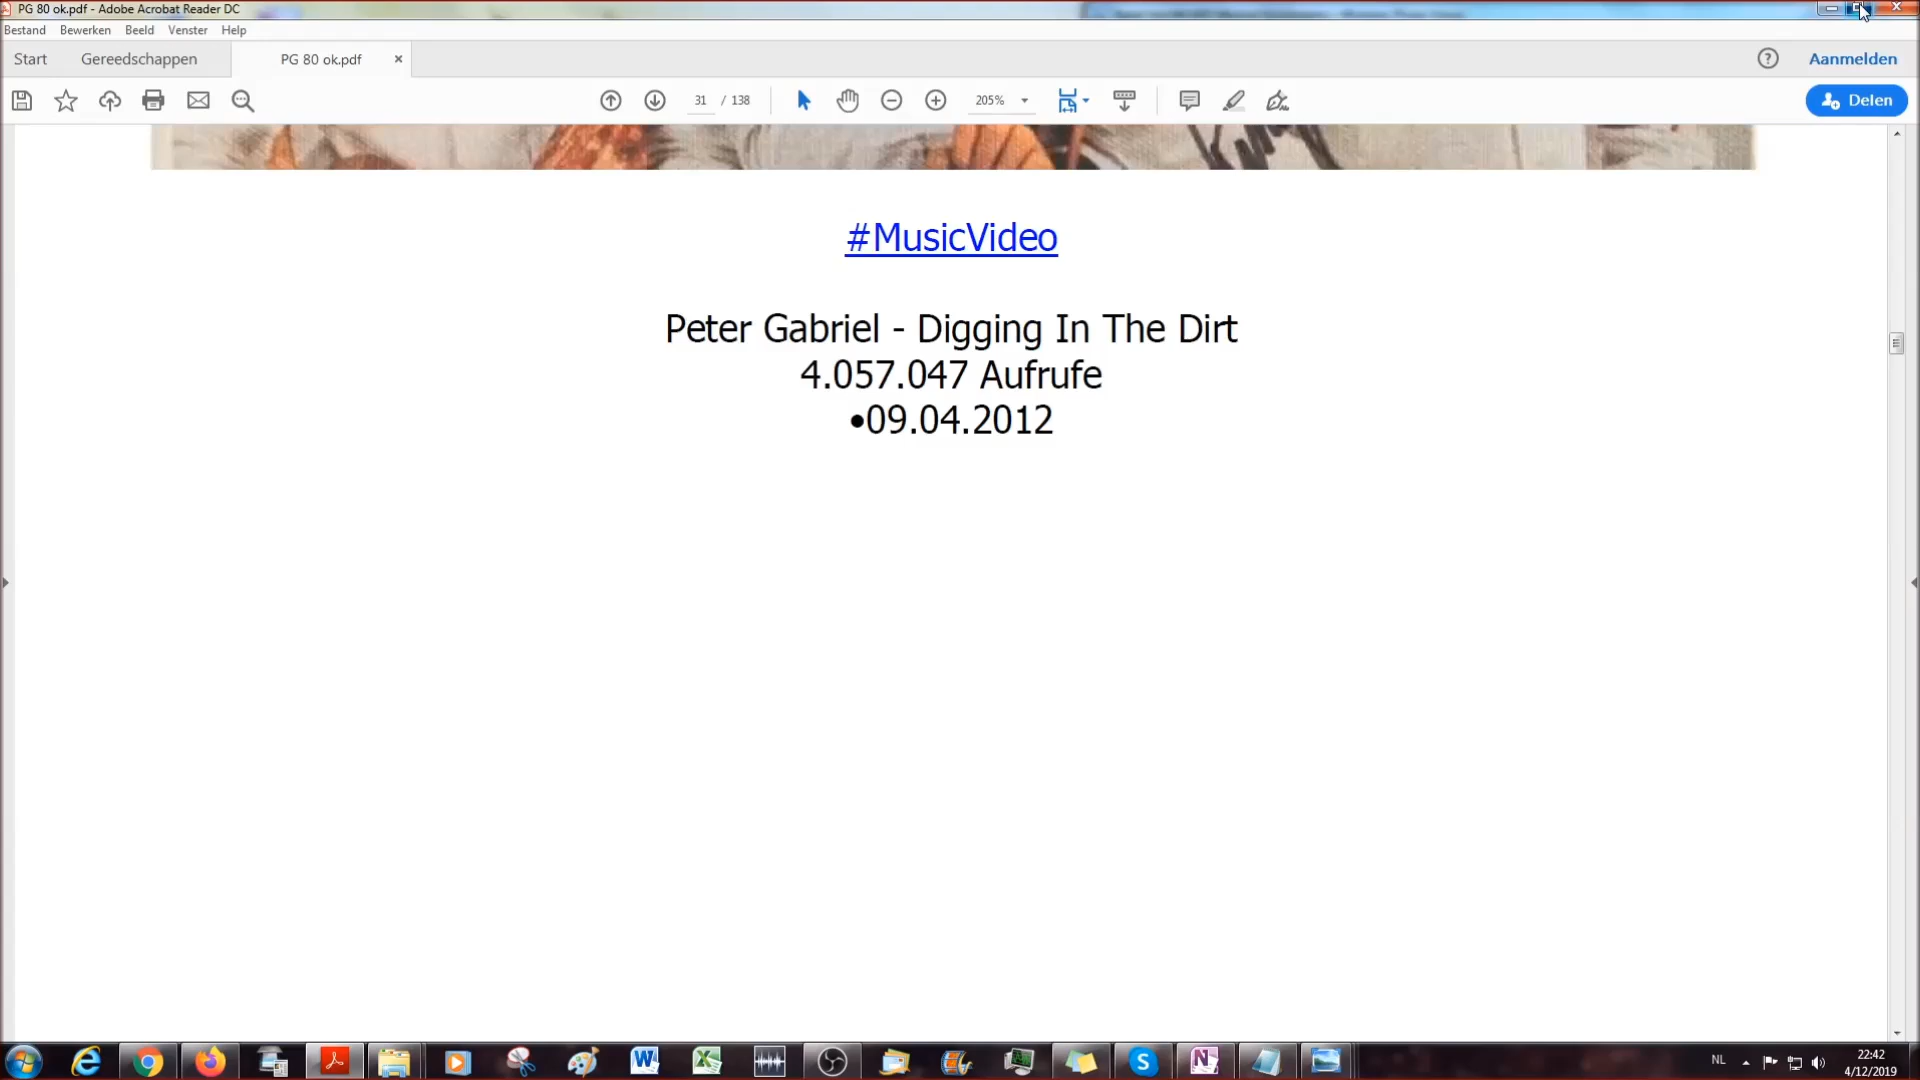 PG 80 ok.pdf - Adobe Acrobat Reader DC
Bestand Bewerken Beeld Venster Help
Start Gereedschappen PG 80 ok.pdf Aanmelden
31 / 138 205% Delen
#MusicVideo
Peter Gabriel - Digging In The Dirt
4.057.047 Aufrufe
•09.04.2012
NL 22:42
4/12/2019